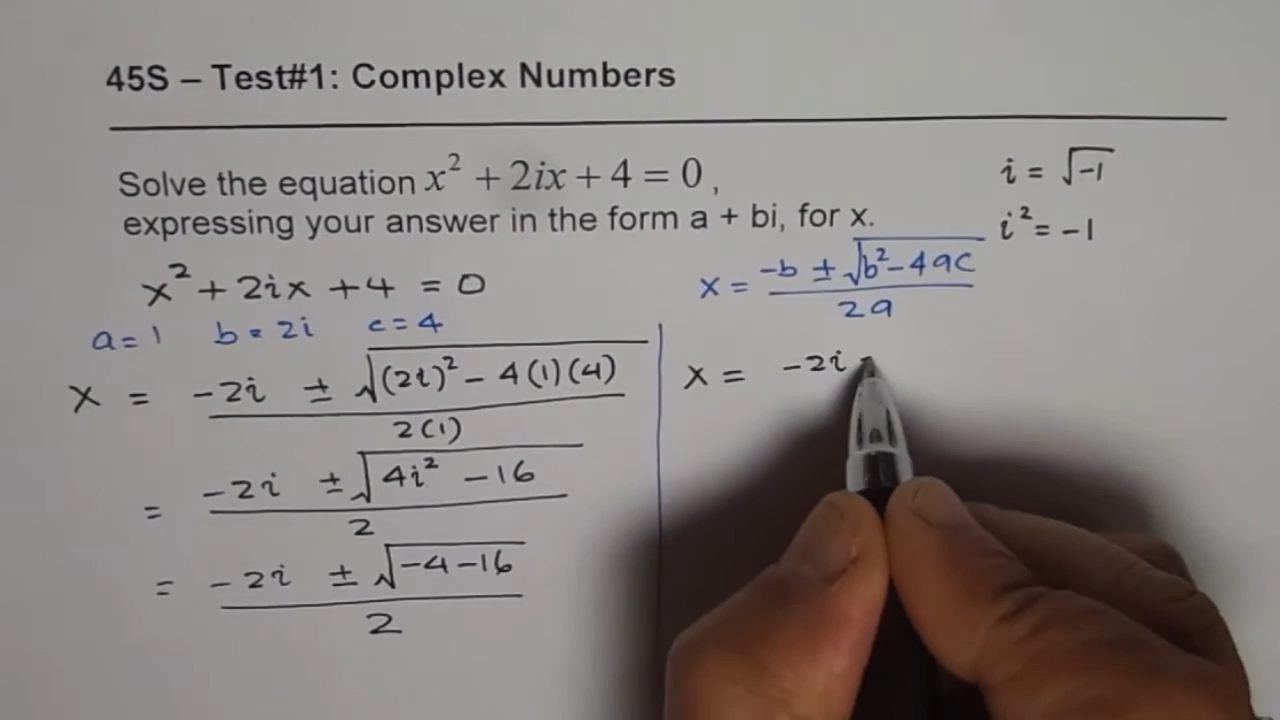 45S – Test#1: Complex Numbers
Solve the equation x² + 2ix + 4 = 0 ,
expressing your answer in the form a + bi, for x.
i = √-1
i² = -1
x² + 2ix + 4 = 0
a = 1 b = 2i c = 4
x = -b ± √b² - 4ac
2a
x = -2i ± √(2i)² - 4(1)(4)
2(1)
= -2i ± √4i² - 16
2
= -2i ± √-4-16
2
x = -2i